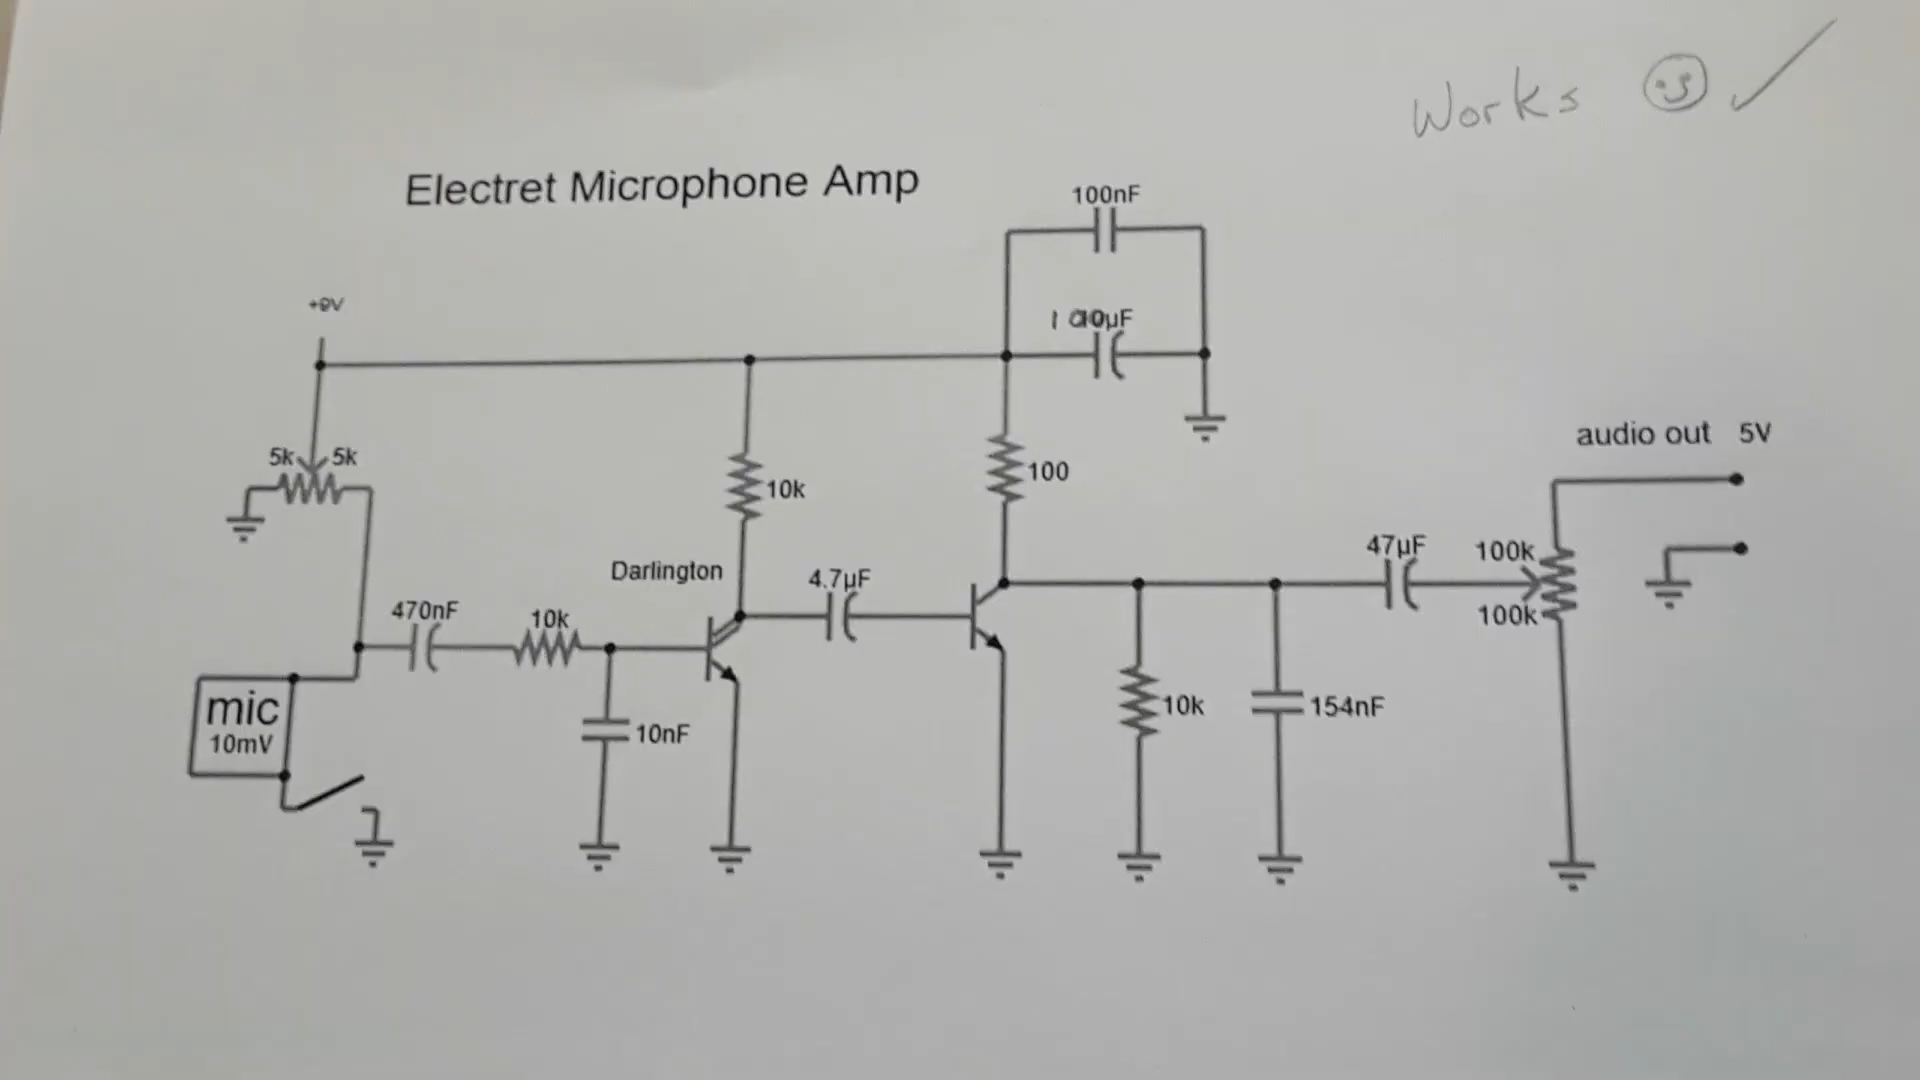 Works
Electret Microphone Amp
100nF
+9V
100µF
5k 5k
10k
100
audio out 5V
Darlington
4.7µF
47µF
100k
470nF
10k
100k
mic
10mV
10nF
10k
154nF